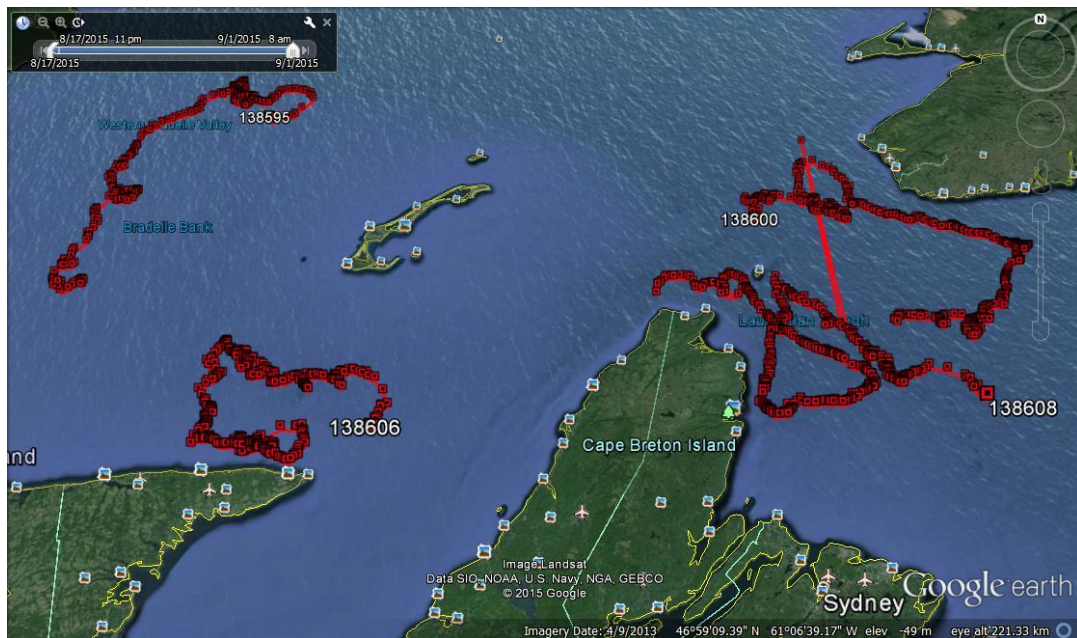 8/17/2015 11 pm 9/1/2015 8 am
8/17/2015 9/1/2015
N
138595
Bradelle Bank
138600
138606
138608
nd
Cape Breton Island
Image Landsat
Data SIO, NOAA, U.S. Navy, NGA, GEBCO
© 2015 Google
Google earth
Sydney
Imagery Date: 4/9/2013 46°59'09.39" N 61°06'39.17" W elev -49 m eye alt 221.33 km